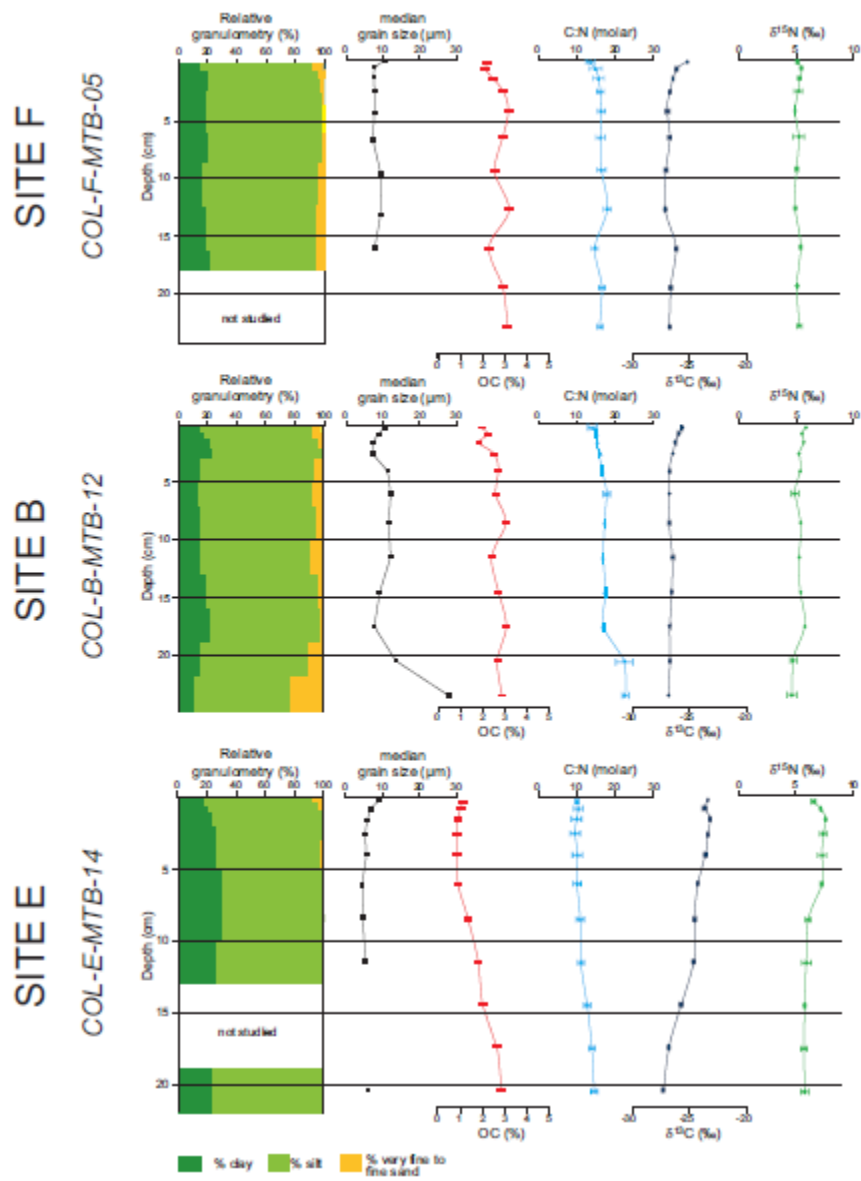 SITE F
COL-F-MTB-05
Relative
granulometry (%)
0 20 40 60 80 100
median
grain size (µm)
0 10 20 30
C:N (molar)
0 10 20 30
δ¹⁵N (‰)
0 5 10
Depth (cm)
5
10
15
20
not studied
0 1 2 3 4 5
OC (%)
-30 -25 -20
δ¹³C (‰)
SITE B
COL-B-MTB-12
Relative
granulometry (%)
0 20 40 60 80 100
median
grain size (µm)
0 10 20 30
C:N (molar)
0 10 20 30
δ¹⁵N (‰)
0 5 10
Depth (cm)
5
10
15
20
0 1 2 3 4 5
OC (%)
-30 -25 -20
δ¹³C (‰)
SITE E
COL-E-MTB-14
Relative
granulometry (%)
0 20 40 60 80 100
median
grain size (µm)
0 10 20 30
C:N (molar)
0 10 20 30
δ¹⁵N (‰)
0 5 10
Depth (cm)
5
10
15
20
not studied
0 1 2 3 4 5
OC (%)
-30 -25 -20
δ¹³C (‰)
% clay
% silt
% very fine to
fine sand